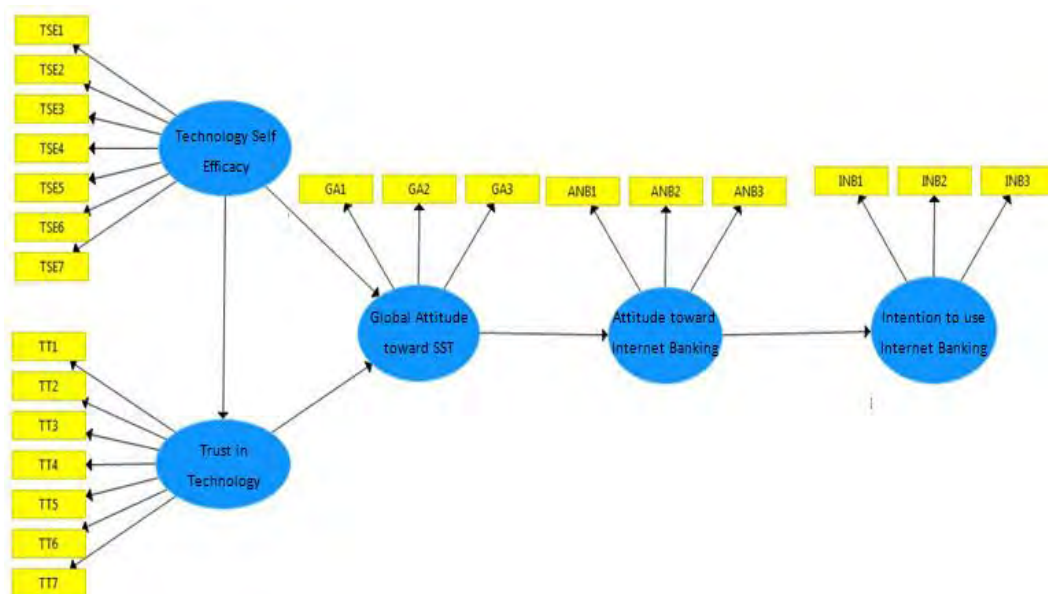 TSE1
TSE2
TSE3
TSE4
TSE5
TSE6
TSE7
Technology Self
Efficacy
GA1
GA2
GA3
ANB1
ANB2
ANB3
INB1
INB2
INB3
Global Attitude
toward SST
Attitude toward
Internet Banking
Intention to use
Internet Banking
TT1
TT2
TT3
TT4
TT5
TT6
TT7
Trust in
Technology